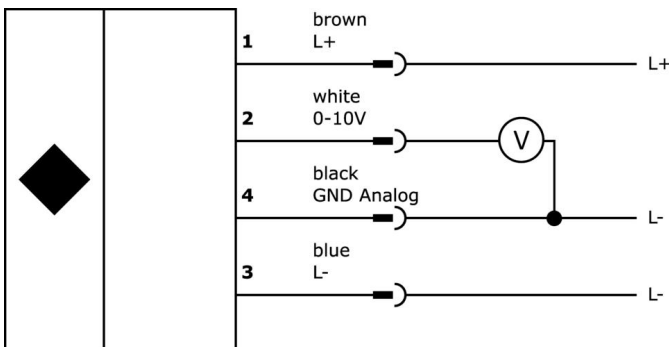 brown
1 L+ L+
white
2 0-10V
V
black
4 GND Analog L-
blue
3 L- L-